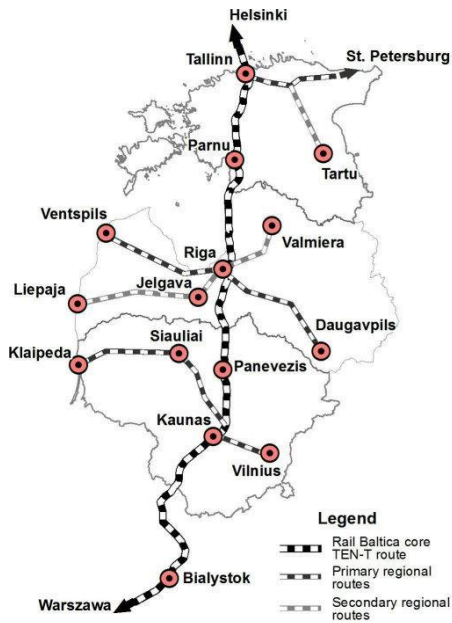 Helsinki
Tallinn
St. Petersburg
Parnu
Tartu
Ventspils
Valmiera
Riga
Liepaja
Jelgava
Daugavpils
Klaipeda
Siauliai
Panevezis
Kaunas
Vilnius
Legend
Rail Baltica core
TEN-T route
Primary regional
routes
Secondary regional
routes
Bialystok
Warszawa